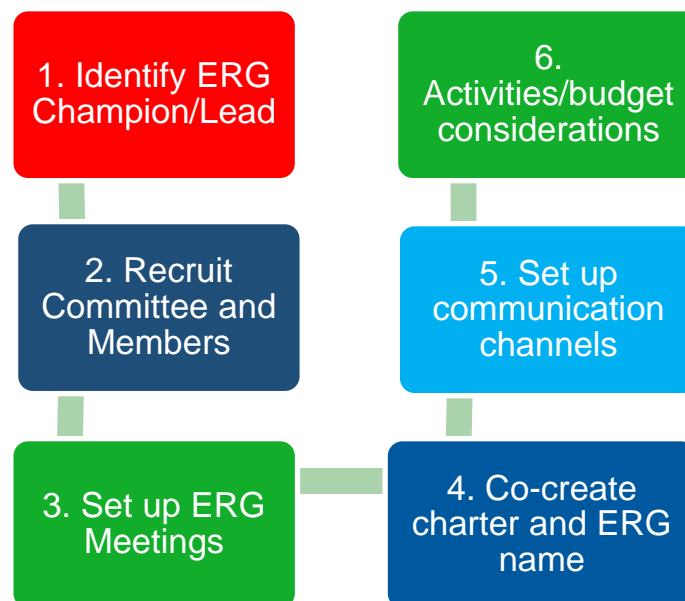 1. Identify ERG
Champion/Lead
2. Recruit
Committee and
Members
3. Set up ERG
Meetings
4. Co-create
charter and ERG
name
5. Set up
communication
channels
6.
Activities/budget
considerations